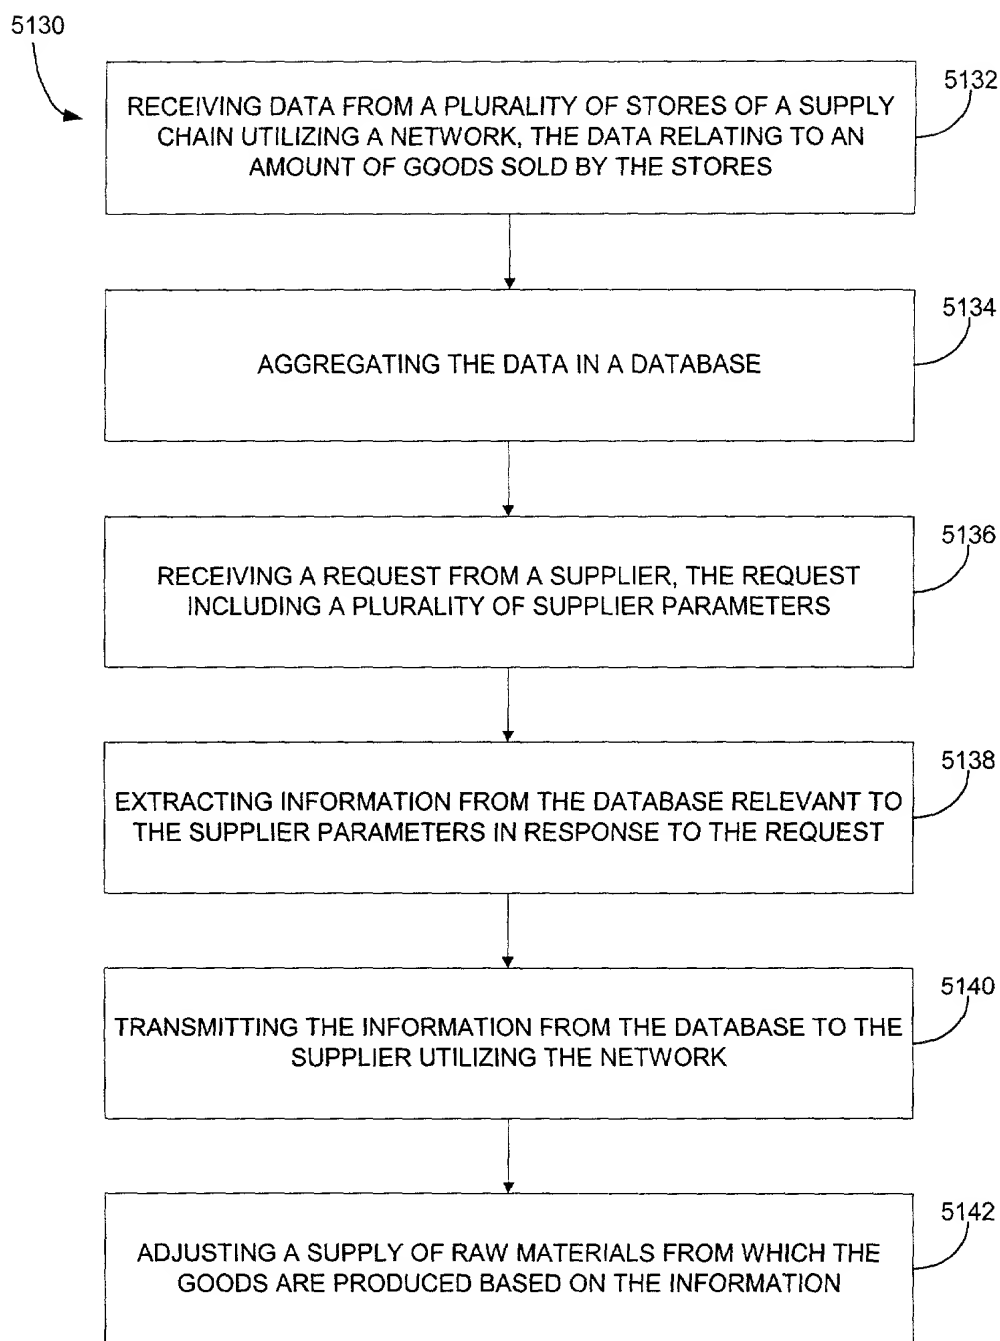 5130
5132
RECEIVING DATA FROM A PLURALITY OF STORES OF A SUPPLY
CHAIN UTILIZING A NETWORK, THE DATA RELATING TO AN
AMOUNT OF GOODS SOLD BY THE STORES
5134
AGGREGATING THE DATA IN A DATABASE
5136
RECEIVING A REQUEST FROM A SUPPLIER, THE REQUEST
INCLUDING A PLURALITY OF SUPPLIER PARAMETERS
5138
EXTRACTING INFORMATION FROM THE DATABASE RELEVANT TO
THE SUPPLIER PARAMETERS IN RESPONSE TO THE REQUEST
5140
TRANSMITTING THE INFORMATION FROM THE DATABASE TO THE
SUPPLIER UTILIZING THE NETWORK
5142
ADJUSTING A SUPPLY OF RAW MATERIALS FROM WHICH THE
GOODS ARE PRODUCED BASED ON THE INFORMATION